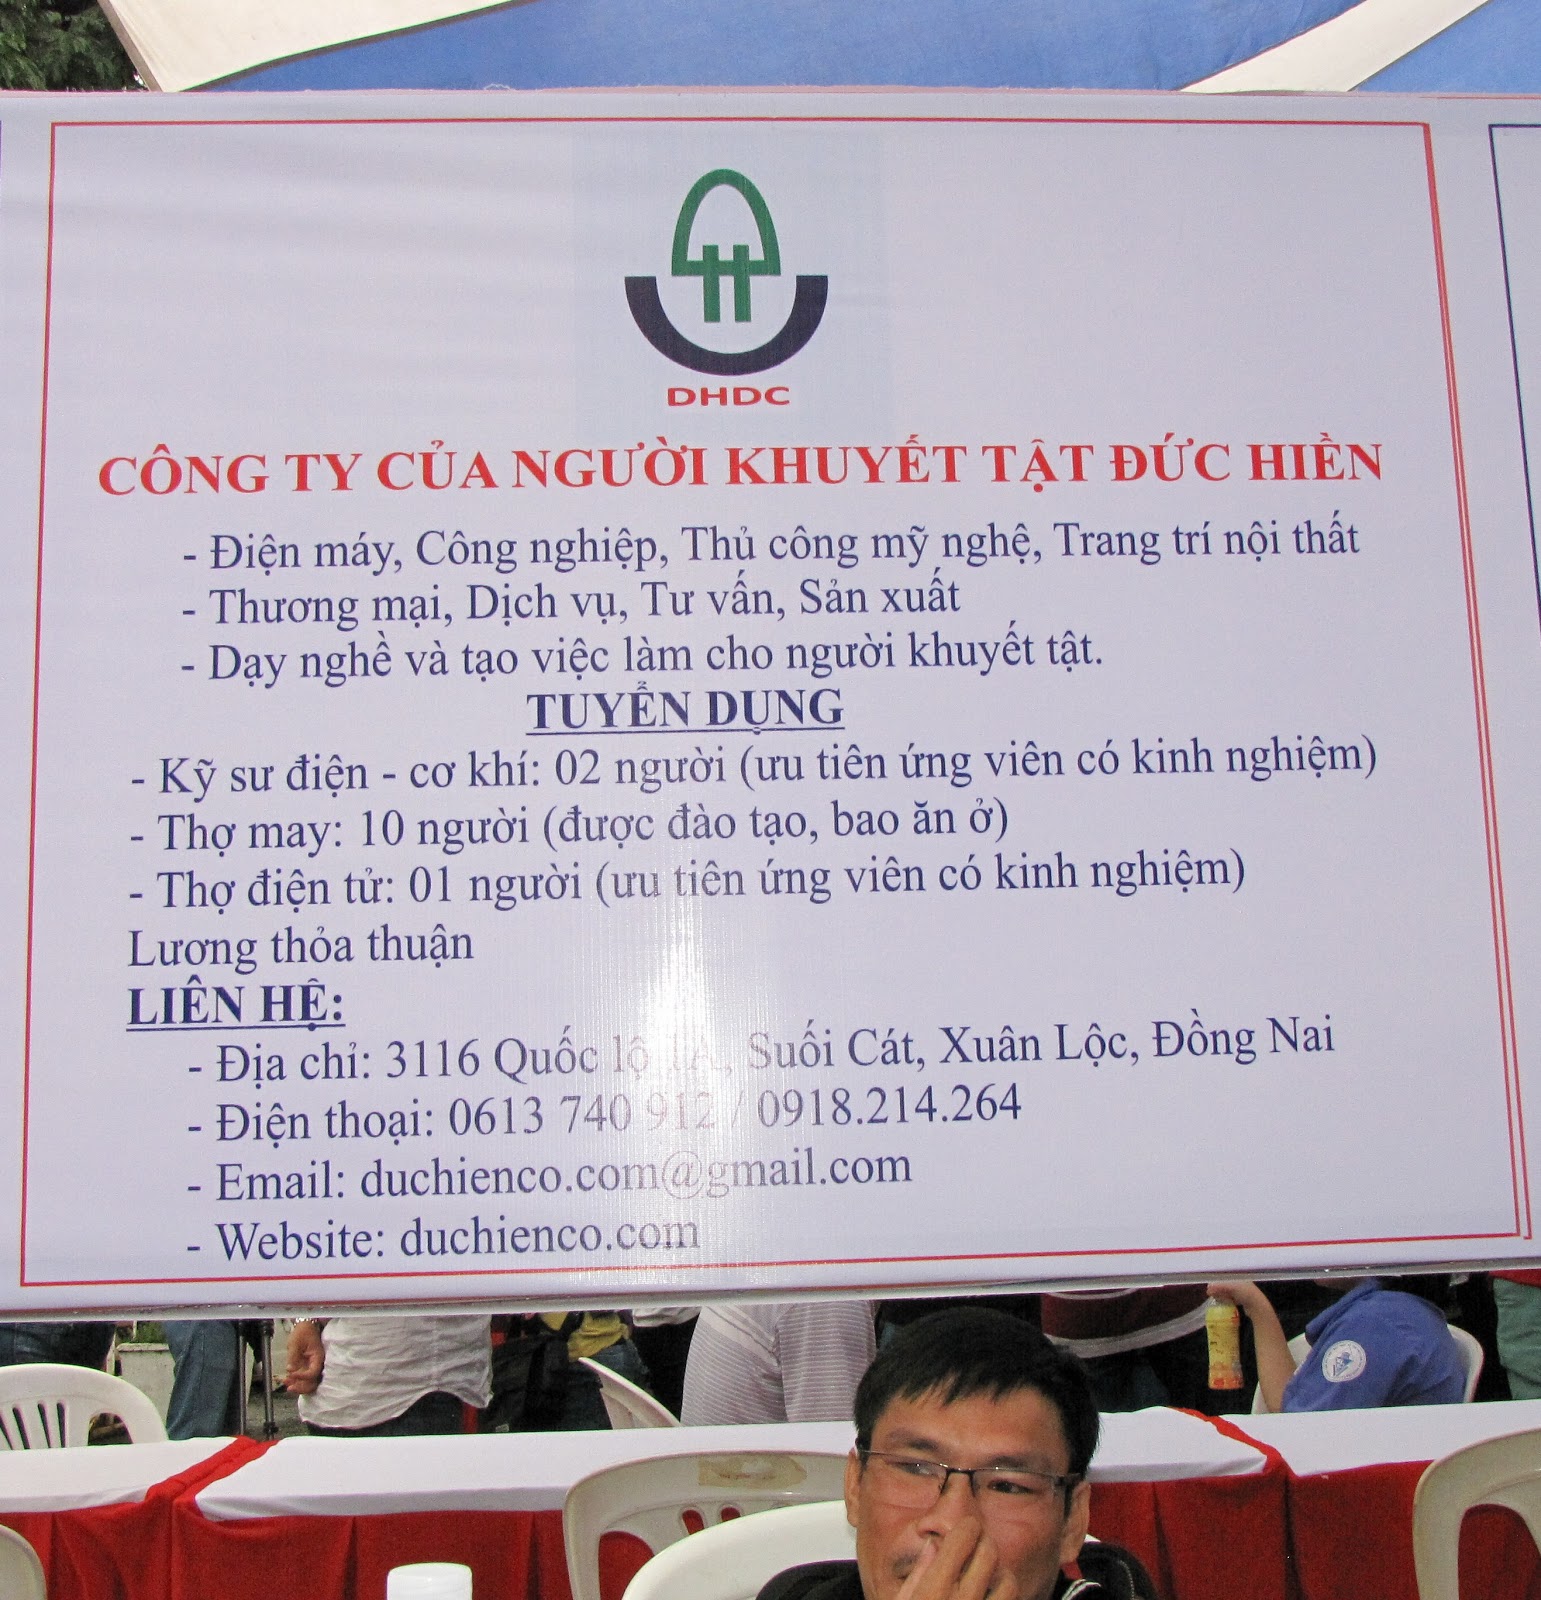 DHDC
CÔNG TY CỦA NGƯỜI KHUYẾT TẬT ĐỨC HIỀN
- Điện máy, Công nghiệp, Thủ công mỹ nghệ, Trang trí nội thất
- Thương mại, Dịch vụ, Tư vấn, Sản xuất
- Dạy nghề và tạo việc làm cho người khuyết tật.
TUYỂN DỤNG
- Kỹ sư điện - cơ khí: 02 người (ưu tiên ứng viên có kinh nghiệm)
- Thợ may: 10 người (được đào tạo, bao ăn ở)
- Thợ điện tử: 01 người (ưu tiên ứng viên có kinh nghiệm)
Lương thỏa thuận
LIÊN HỆ:
- Địa chỉ: 3116 Quốc lộ 1A, Suối Cát, Xuân Lộc, Đồng Nai
- Điện thoại: 0613 740 912 / 0918.214.264
- Email: duchienco.com@gmail.com
- Website: duchienco.com